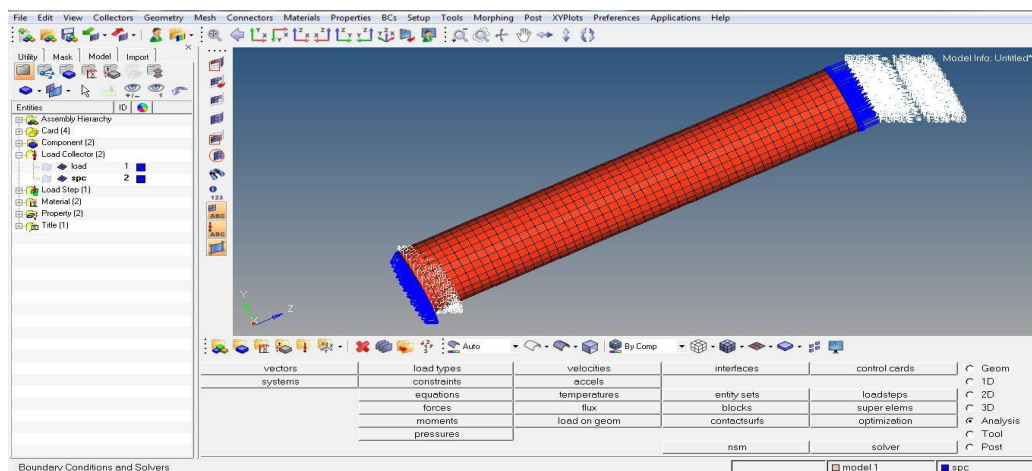 File Edit View Collectors Geometry Mesh Connectors Materials Properties BCs Setup Tools Morphing Post XYPlots Preferences Applications Help
Utility Mask Model Import
Model Info: Untitled*
Entities ID
Assembly Hierarchy
Card (4)
Component (2)
Load Collector (2)
load 1
spc 2
Load Step (1)
Material (2)
Property (2)
Title (1)
123
ABC
ABC
Y
X
Z
Auto By Comp
vectors load types velocities interfaces control cards Geom
systems constraints accels 1D
equations temperatures entity sets loadsteps 2D
forces flux blocks super elems 3D
moments load on geom contactsurfs optimization Analysis
pressures Tool
nsm solver Post
Boundary Conditions and Solvers model 1 spc